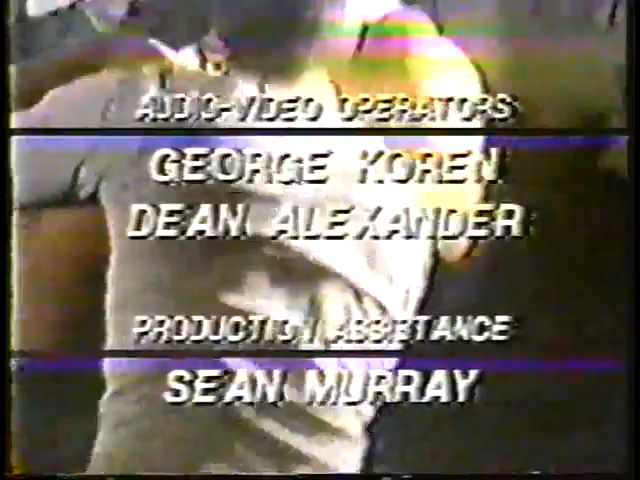 AUDIO-VIDEO OPERATORS
GEORGE KOREN
DEAN ALEXANDER
PRODUCTION ASSISTANCE
SEAN MURRAY